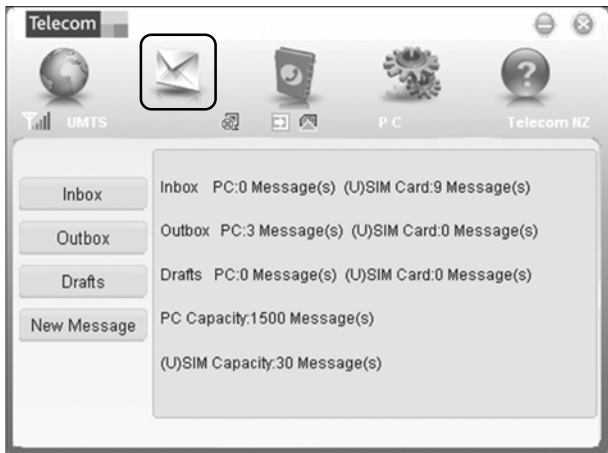 Telecom
UMTS
PC
Telecom NZ
Inbox
Outbox
Drafts
New Message
Inbox PC:0 Message(s) (U)SIM Card:9 Message(s)
Outbox PC:3 Message(s) (U)SIM Card:0 Message(s)
Drafts PC:0 Message(s) (U)SIM Card:0 Message(s)
PC Capacity:1500 Message(s)
(U)SIM Capacity:30 Message(s)